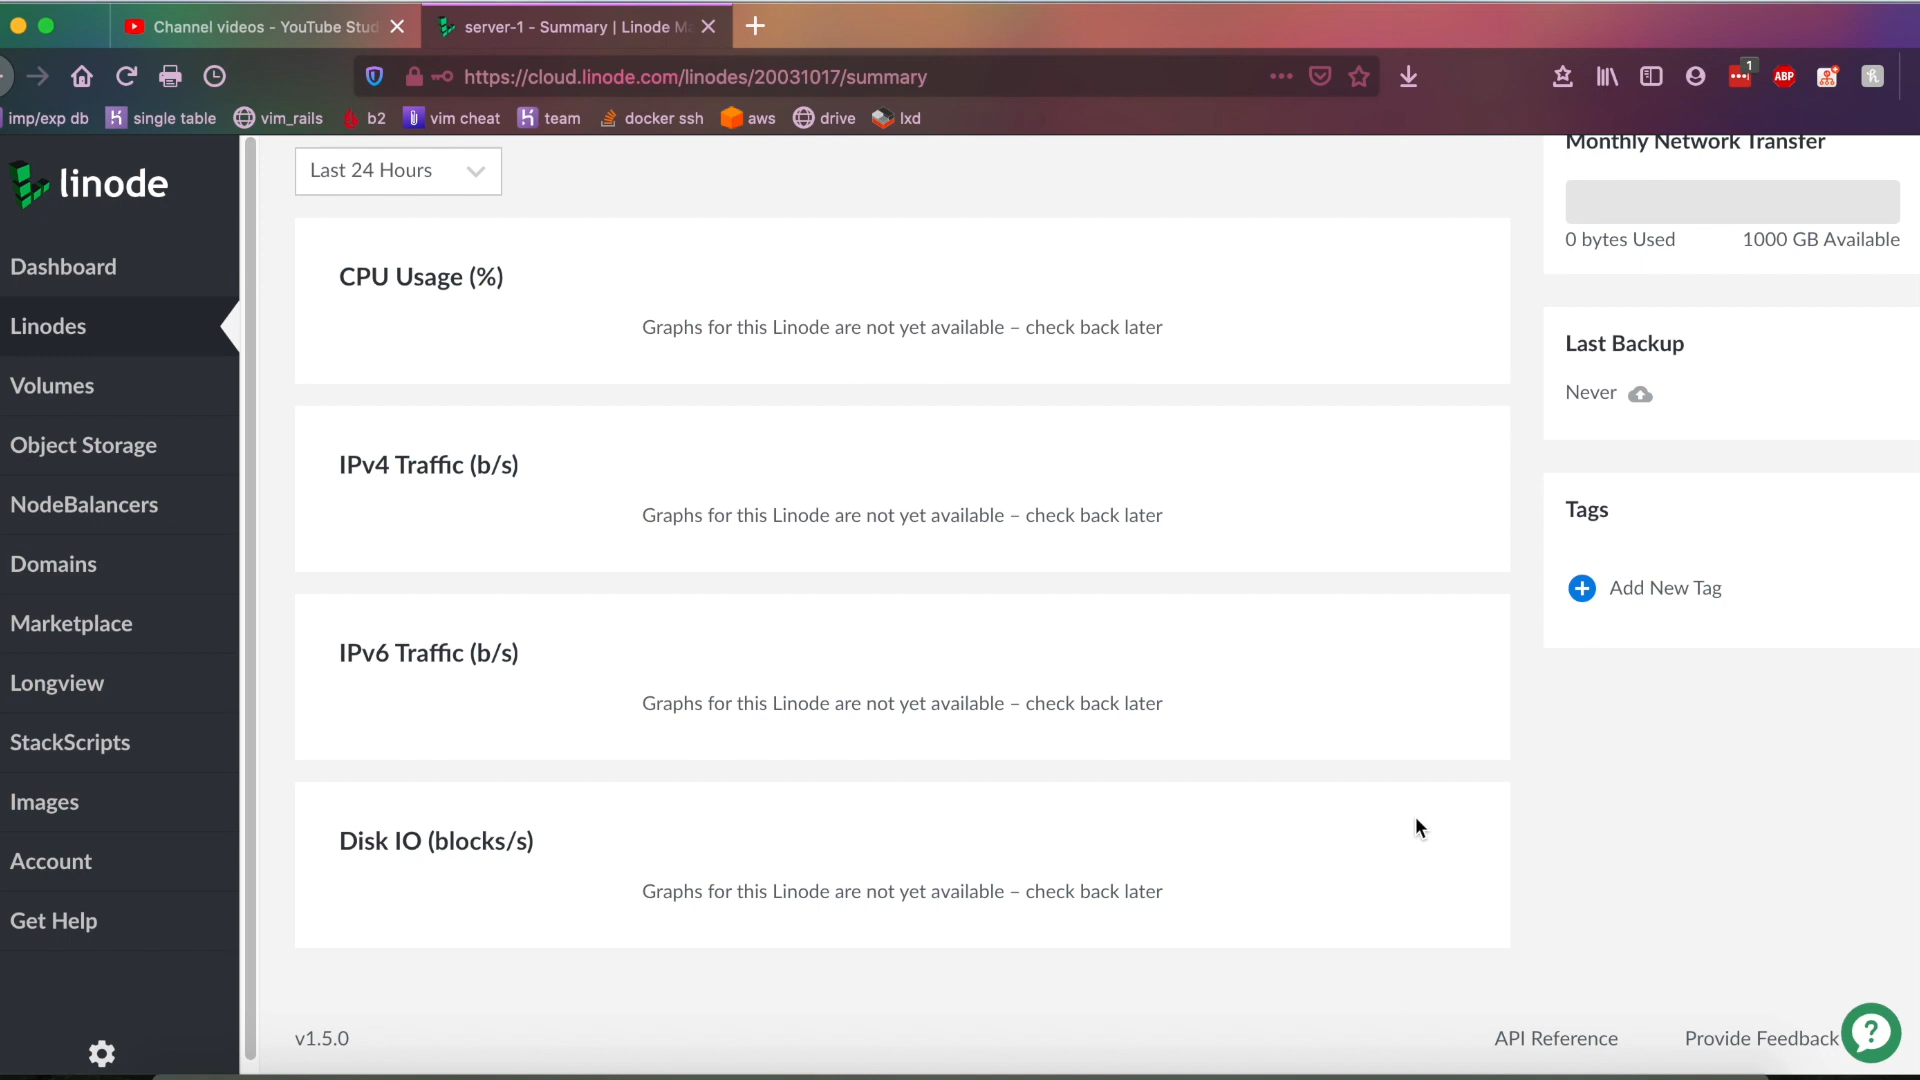 Channel videos - YouTube Stud
server-1 - Summary | Linode Ma
https://cloud.linode.com/linodes/20031017/summary
1
ABP
imp/exp db
single table
vim_rails
b2
vim cheat
team
docker ssh
aws
drive
lxd
linode
Dashboard
Linodes
Volumes
Object Storage
NodeBalancers
Domains
Marketplace
Longview
StackScripts
Images
Account
Get Help
Last 24 Hours
CPU Usage (%)
Graphs for this Linode are not yet available – check back later
IPv4 Traffic (b/s)
Graphs for this Linode are not yet available – check back later
IPv6 Traffic (b/s)
Graphs for this Linode are not yet available – check back later
Disk IO (blocks/s)
Graphs for this Linode are not yet available – check back later
Monthly Network Transfer
0 bytes Used
1000 GB Available
Last Backup
Never
Tags
Add New Tag
v1.5.0
API Reference
Provide Feedback